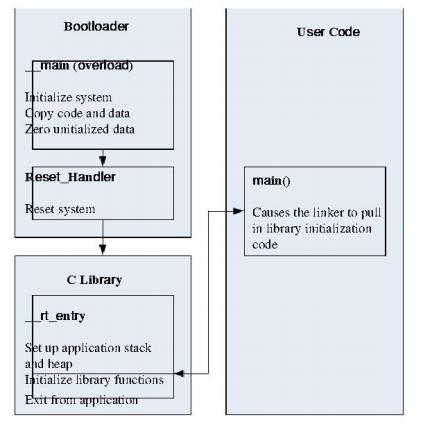 Bootloader
__main (overload)
Initialize system
Copy code and data
Zero unitialized data
Reset_Handler
Reset system
C Library
__rt_entry
Set up application stack
and heap
Initialize library functions
Exit from application
User Code
main()
Causes the linker to pull
in library initialization
code